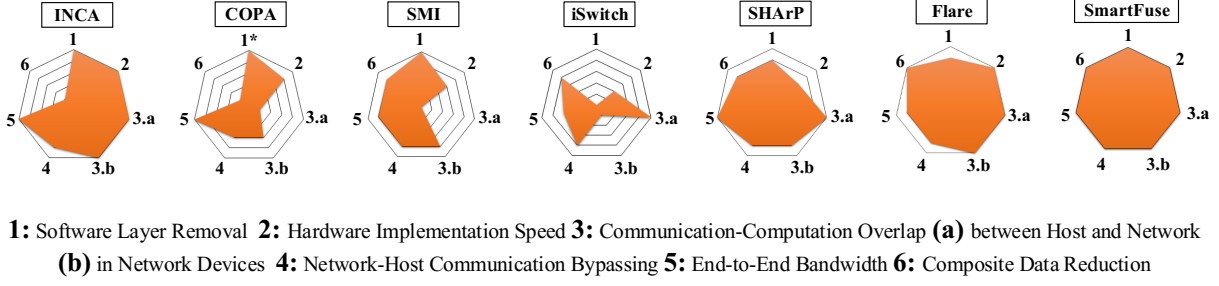 INCA COPA SMI iSwitch SHArP Flare SmartFuse
1 2 3.a 3.b 4 5 6
1* 2 3.a 3.b 4 5 6
1 2 3.a 3.b 4 5 6
1 2 3.a 3.b 4 5 6
1 2 3.a 3.b 4 5 6
1 2 3.a 3.b 4 5 6
1 2 3.a 3.b 4 5 6
1: Software Layer Removal 2: Hardware Implementation Speed 3: Communication-Computation Overlap (a) between Host and Network
(b) in Network Devices 4: Network-Host Communication Bypassing 5: End-to-End Bandwidth 6: Composite Data Reduction